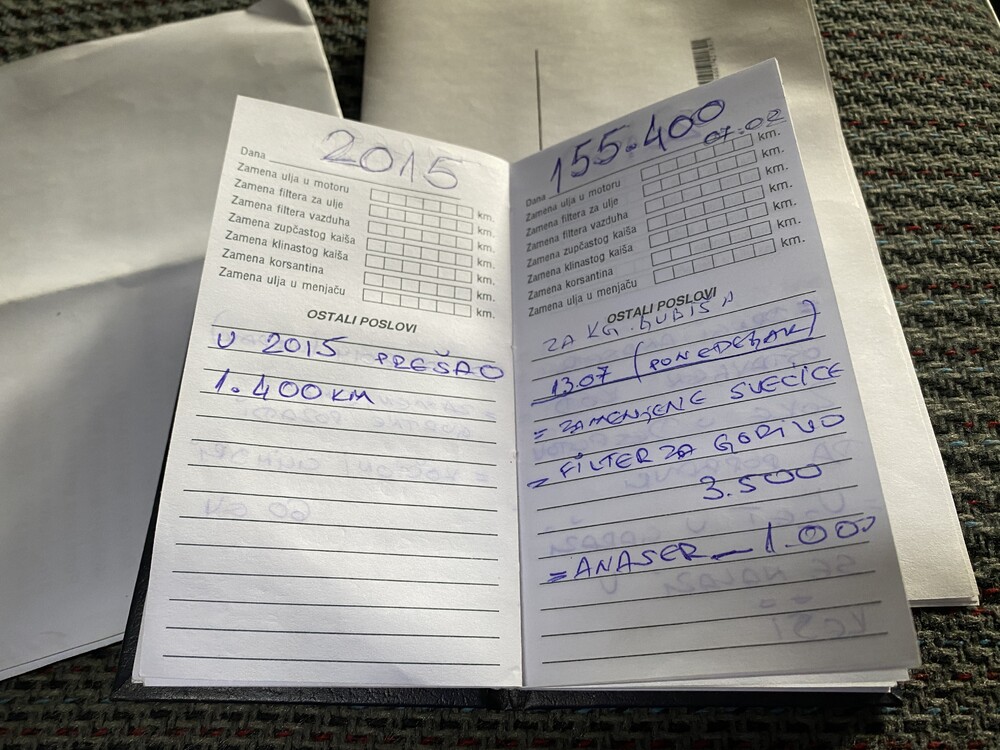 2015
Dana
Zamena ulja u motoru km.
Zamena filtera za ulje km.
Zamena filtera vazduha km.
Zamena zupčastog kaiša km.
Zamena klinastog kaiša km.
Zamena korsantina km.
Zamena ulja u menjaču km.
OSTALI POSLOVI
U 2015 PREŠAO
1.400 KM
155.400
07.02
Dana
Zamena ulja u motoru km.
Zamena filtera za ulje km.
Zamena filtera vazduha km.
Zamena zupčastog kaiša km.
Zamena klinastog kaiša km.
Zamena korsantina km.
Zamena ulja u menjaču
OSTALI POSLOVI
ZA KG.
13.07 (PONEDELJAK)
= ZAMENJENE SVEĆICE
= FILTER ZA GORIVO
3.500
= ANASER - 1.000